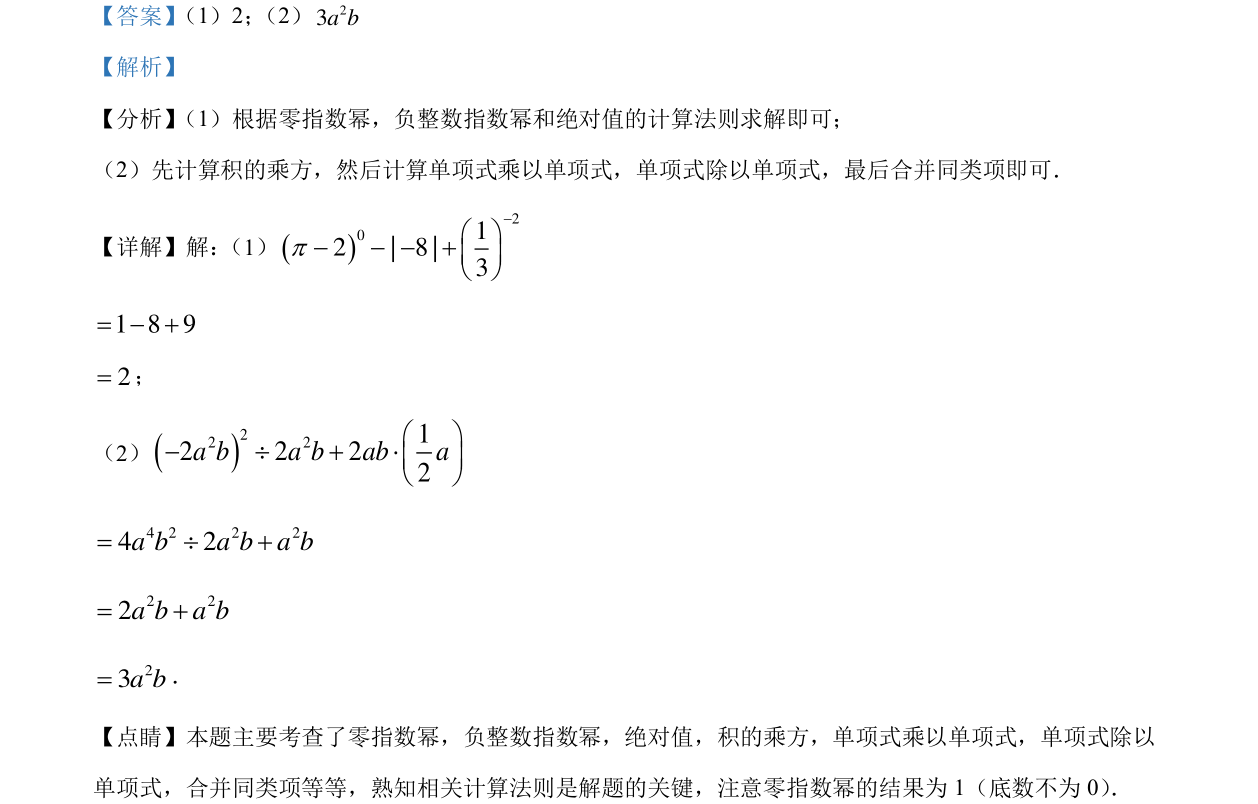 【答案】（1）2；（2）3a²b
【解析】
【分析】（1）根据零指数幂，负整数指数幂和绝对值的计算法则求解即可；
（2）先计算积的乘方，然后计算单项式乘以单项式，单项式除以单项式，最后合并同类项即可．
【详解】解：（1）(π − 2)⁰ − |−8| + (1/3)⁻²
= 1 − 8 + 9
= 2；
（2）(−2a²b)² ÷ 2a²b + 2ab · (1/2 a)
= 4a⁴b² ÷ 2a²b + a²b
= 2a²b + a²b
= 3a²b．
【点睛】本题主要考查了零指数幂，负整数指数幂，绝对值，积的乘方，单项式乘以单项式，单项式除以
单项式，合并同类项等等，熟知相关计算法则是解题的关键，注意零指数幂的结果为 1（底数不为 0）．